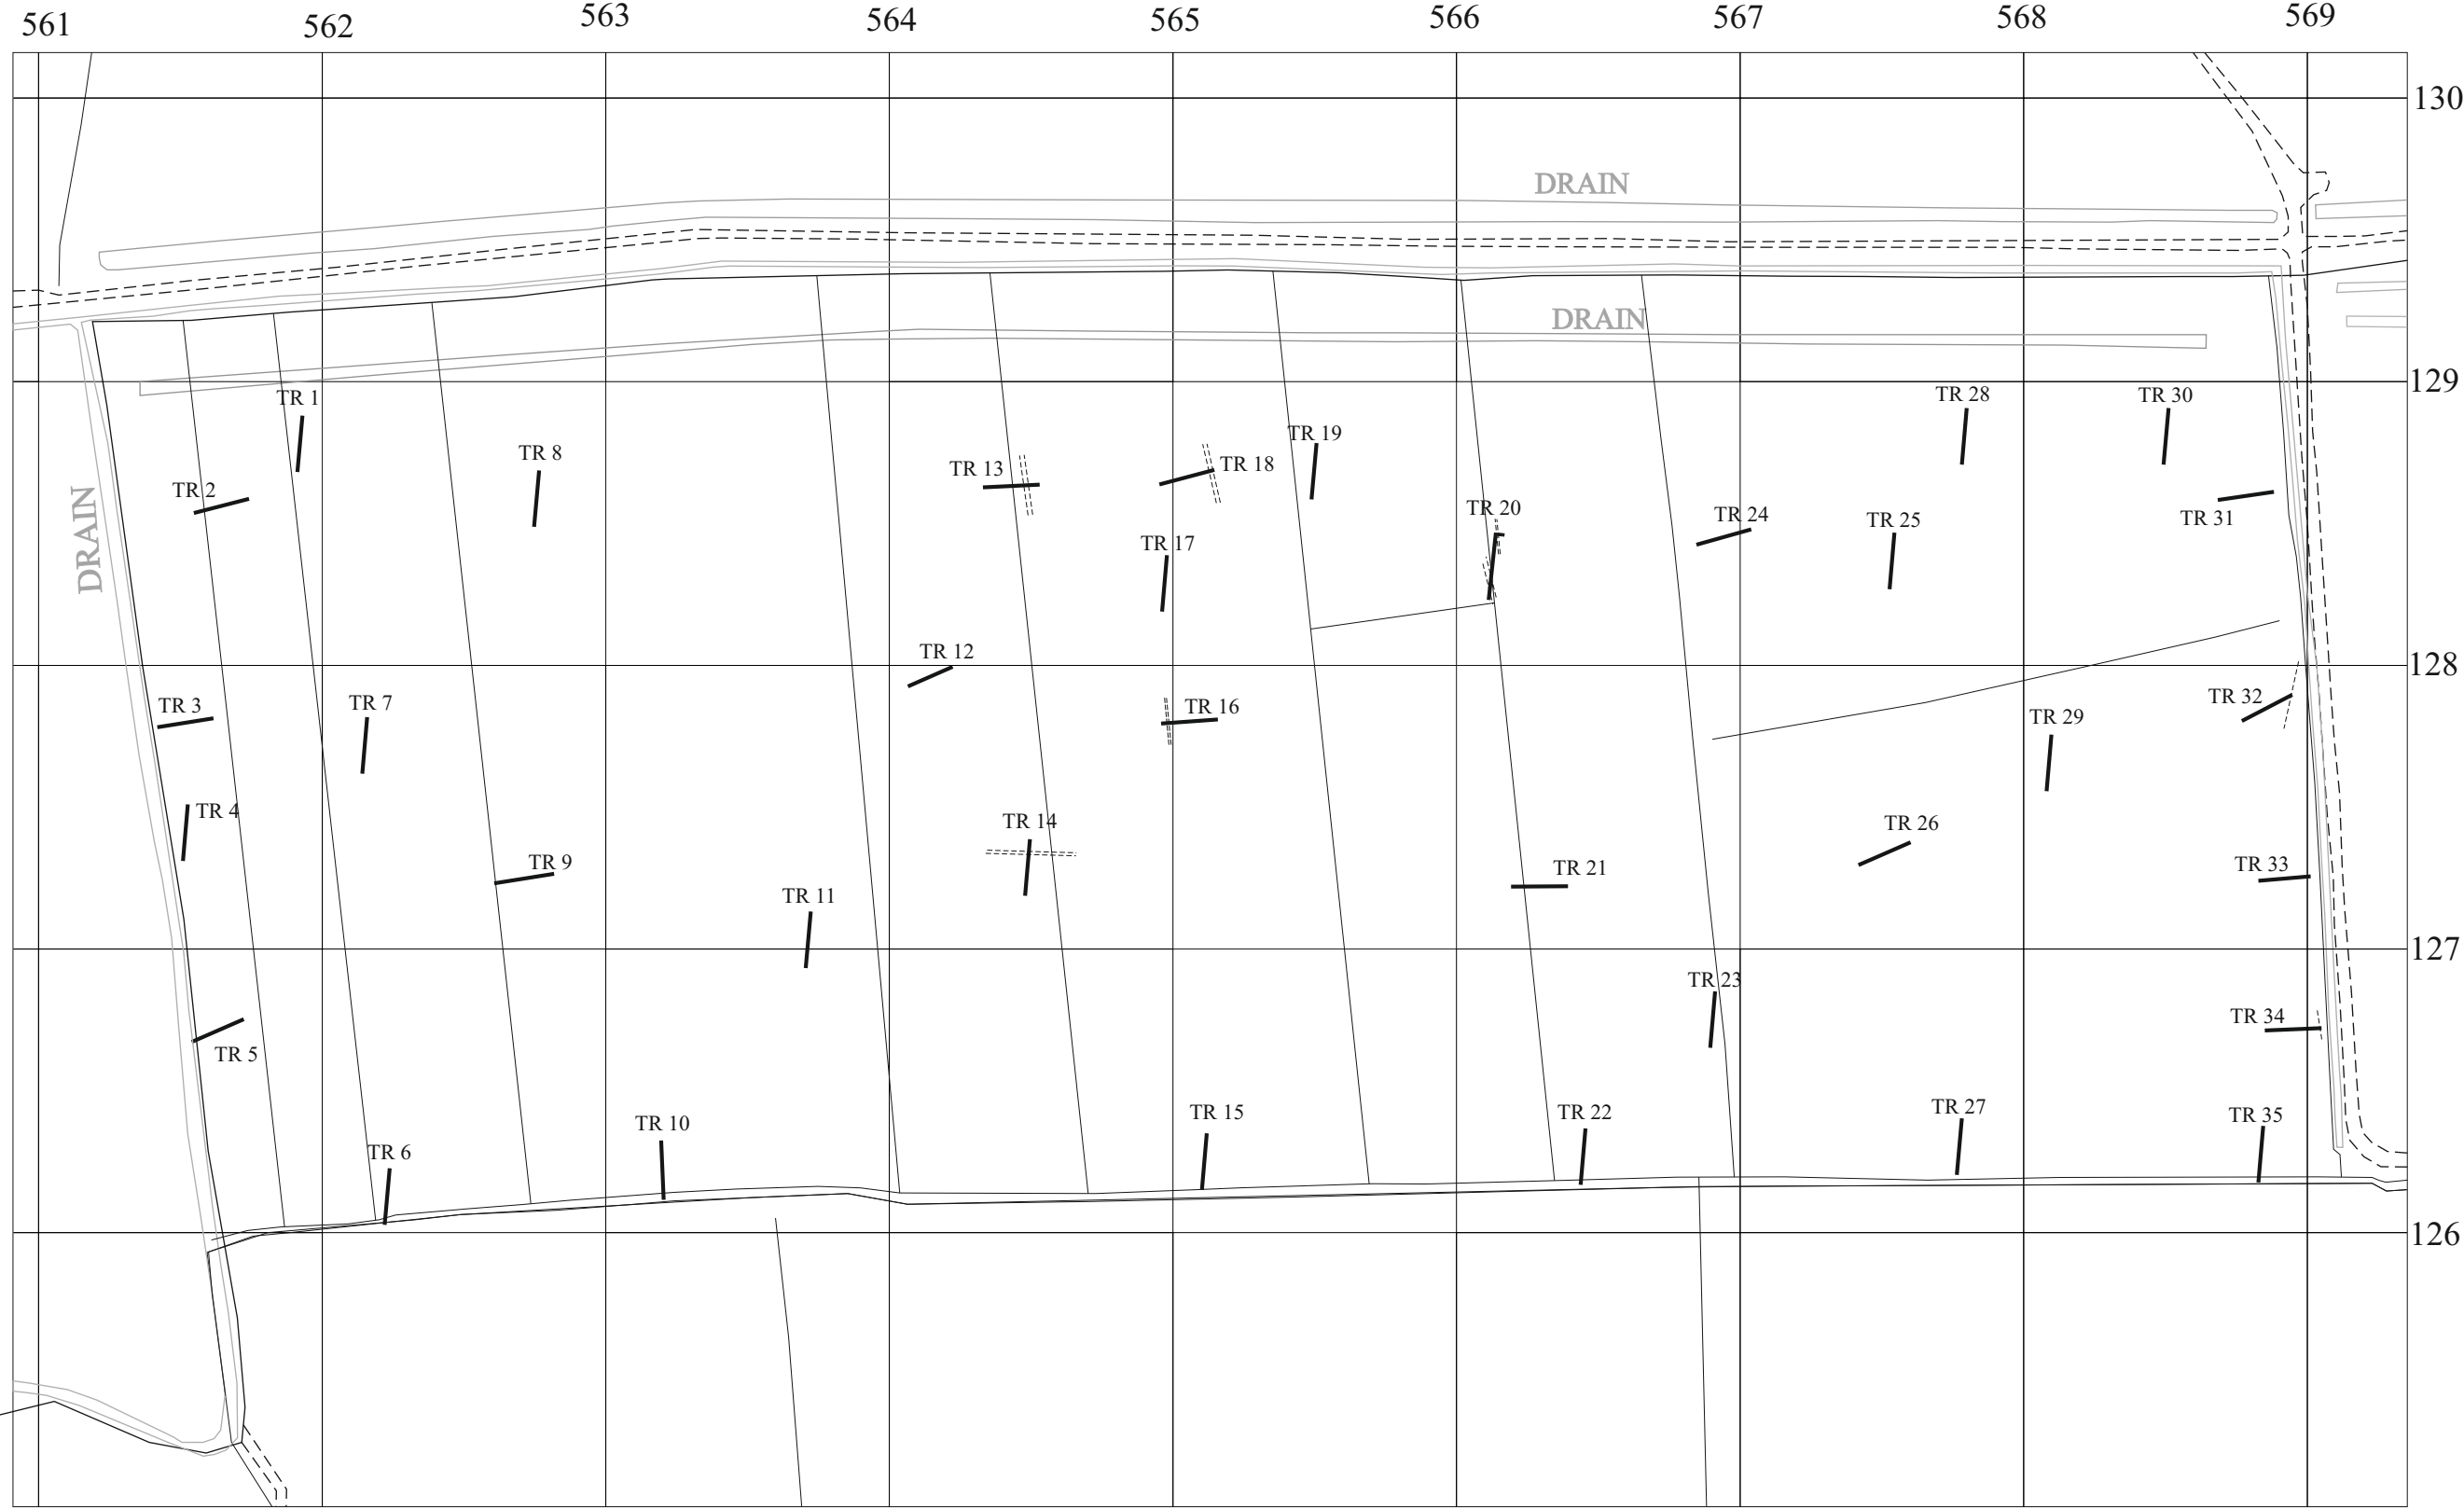 561
562
563
564
565
566
567
568
569
130
DRAIN
DRAIN
129
TR 1
TR 28
TR 30
TR 8
TR 19
TR 13
TR 18
TR 2
TR 20
TR 24
TR 25
TR 31
DRAIN
TR 17
TR 12
128
TR 3
TR 7
TR 16
TR 32
TR 29
TR 4
TR 14
TR 26
TR 9
TR 21
TR 33
TR 11
127
TR 23
TR 34
TR 5
TR 10
TR 15
TR 22
TR 27
TR 35
TR 6
126